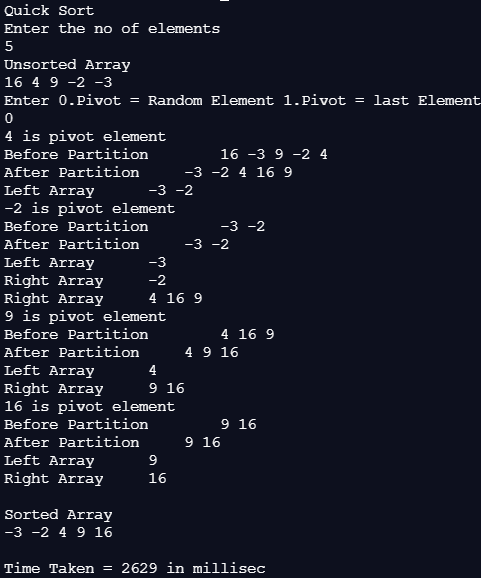 Quick Sort
Enter the no of elements
5
Unsorted Array
16 4 9 -2 -3
Enter 0.Pivot = Random Element 1.Pivot = last Element
0
4 is pivot element
Before Partition 16 -3 9 -2 4
After Partition -3 -2 4 16 9
Left Array -3 -2
-2 is pivot element
Before Partition -3 -2
After Partition -3 -2
Left Array -3
Right Array -2
Right Array 4 16 9
9 is pivot element
Before Partition 4 16 9
After Partition 4 9 16
Left Array 4
Right Array 9 16
16 is pivot element
Before Partition 9 16
After Partition 9 16
Left Array 9
Right Array 16
Sorted Array
-3 -2 4 9 16
Time Taken = 2629 in millisec